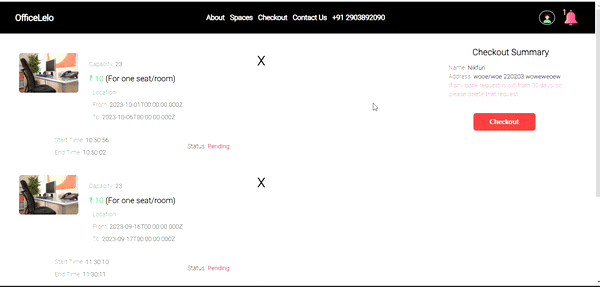 OfficeLelo
About Spaces Checkout Contact Us +91 2903892090
1
Capacity: 23
X
₹ 10 (For one seat/room)
Location
From: 2023-10-01T00:00:00.000Z
To: 2023-10-06T00:00:00.000Z
Start Time: 10:50:56
End Time: 10:50:02
Status: Pending
Checkout Summary
Name: Nikfuri
Address: wooe/woe 220203 woweweoew
If any book request is old from 30 days, so
please delete that request.
Checkout
Capacity: 23
X
₹ 10 (For one seat/room)
Location
From: 2023-09-16T00:00:00.000Z
To: 2023-09-17T00:00:00.000Z
Start Time: 11:30:10
End Time: 11:30:11
Status: Pending